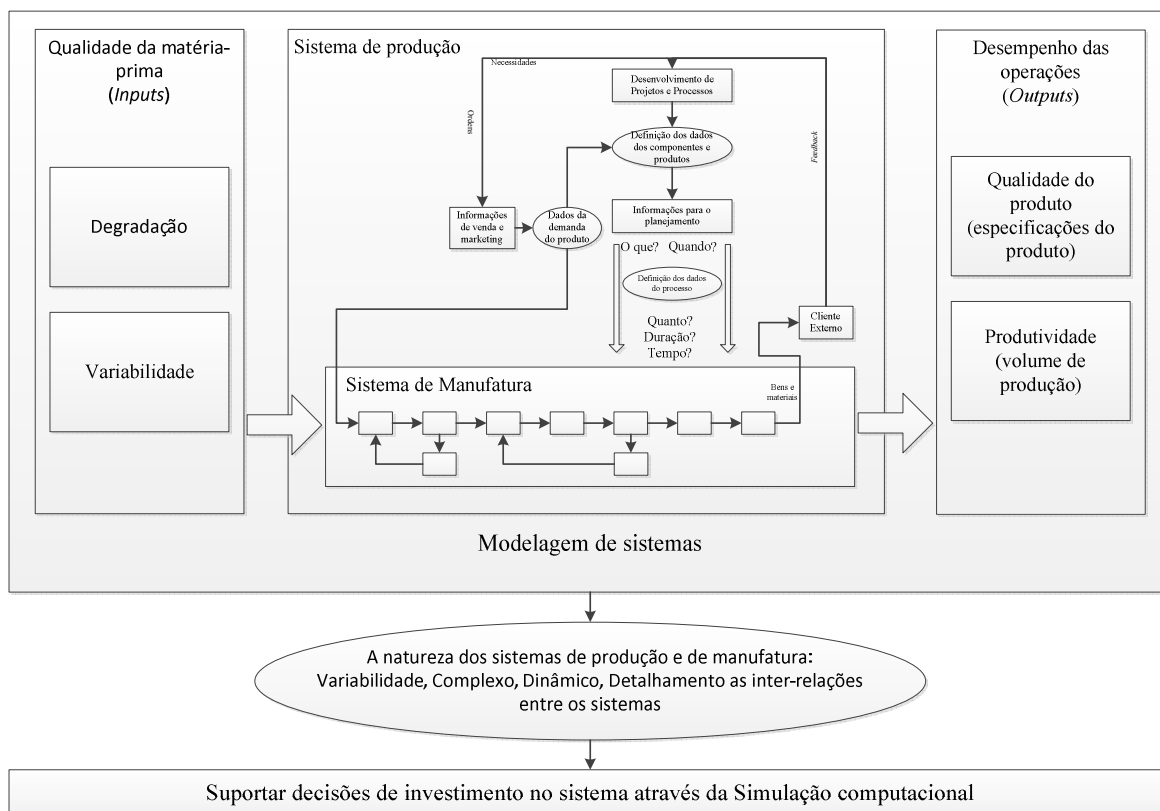 Qualidade da matéria-
prima
(Inputs)
Degradação
Variabilidade
Sistema de produção
Necessidades
Ordens
Desenvolvimento de
Projetos e Processos
Definição dos dados
dos componentes e
produtos
Feedback
Informações
de venda e
marketing
Dados da
demanda
do produto
Informações para o
planejamento
O que? Quando?
Definição dos dados
do processo
Quanto?
Duração?
Tempo?
Cliente
Externo
Sistema de Manufatura
Bens e
materiais
Desempenho das
operações
(Outputs)
Qualidade do
produto
(especificações do
produto)
Produtividade
(volume de
produção)
Modelagem de sistemas
A natureza dos sistemas de produção e de manufatura:
Variabilidade, Complexo, Dinâmico, Detalhamento as inter-relações
entre os sistemas
Suportar decisões de investimento no sistema através da Simulação computacional